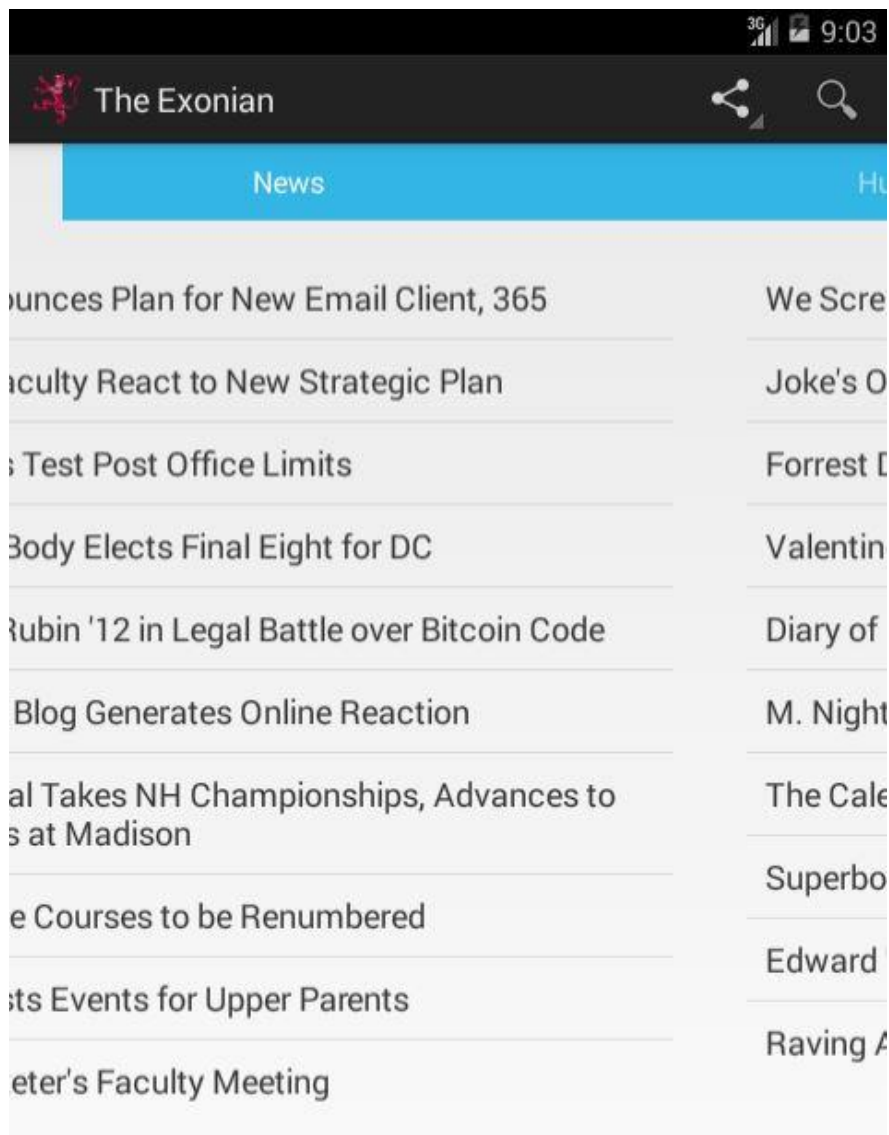 3G 9:03
The Exonian
News Hu
ounces Plan for New Email Client, 365
aculty React to New Strategic Plan
s Test Post Office Limits
Body Elects Final Eight for DC
Rubin '12 in Legal Battle over Bitcoin Code
Blog Generates Online Reaction
al Takes NH Championships, Advances to
s at Madison
e Courses to be Renumbered
sts Events for Upper Parents
eter's Faculty Meeting
We Scre
Joke's O
Forrest D
Valentin
Diary of
M. Night
The Cale
Superbo
Edward
Raving A